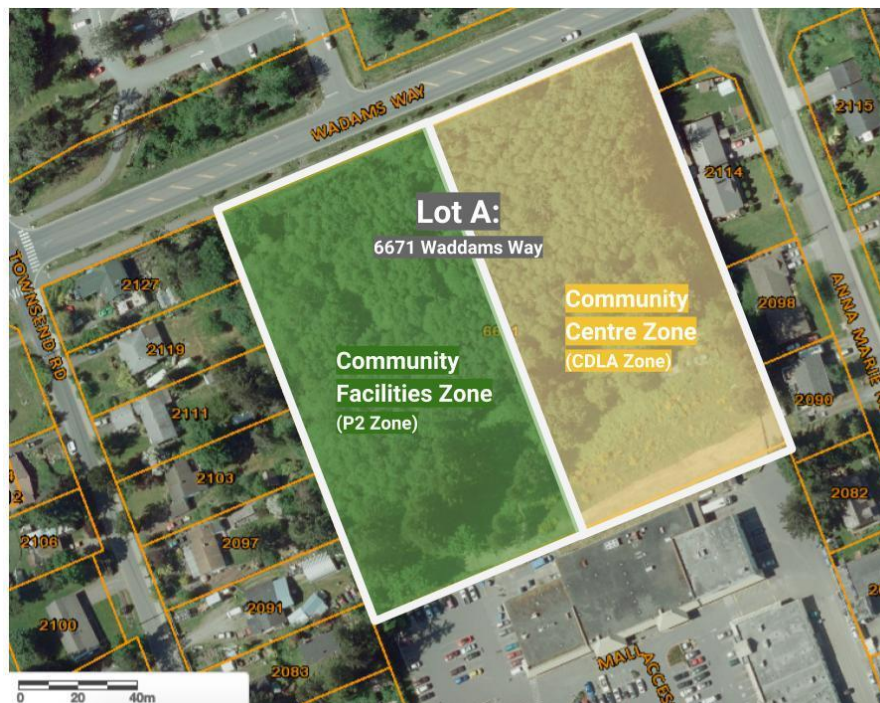 WADAMS WAY
2115
2114
Lot A:
6671 Waddams Way
TOWNSEND RD
2127
2098
Community
Centre Zone
(CDLA Zone)
ANNA MARIE
2119
Community
Facilities Zone
(P2 Zone)
2090
2111
2103
2082
2106
2097
2091
2100
2083
MALL ACCES
0 20 40m